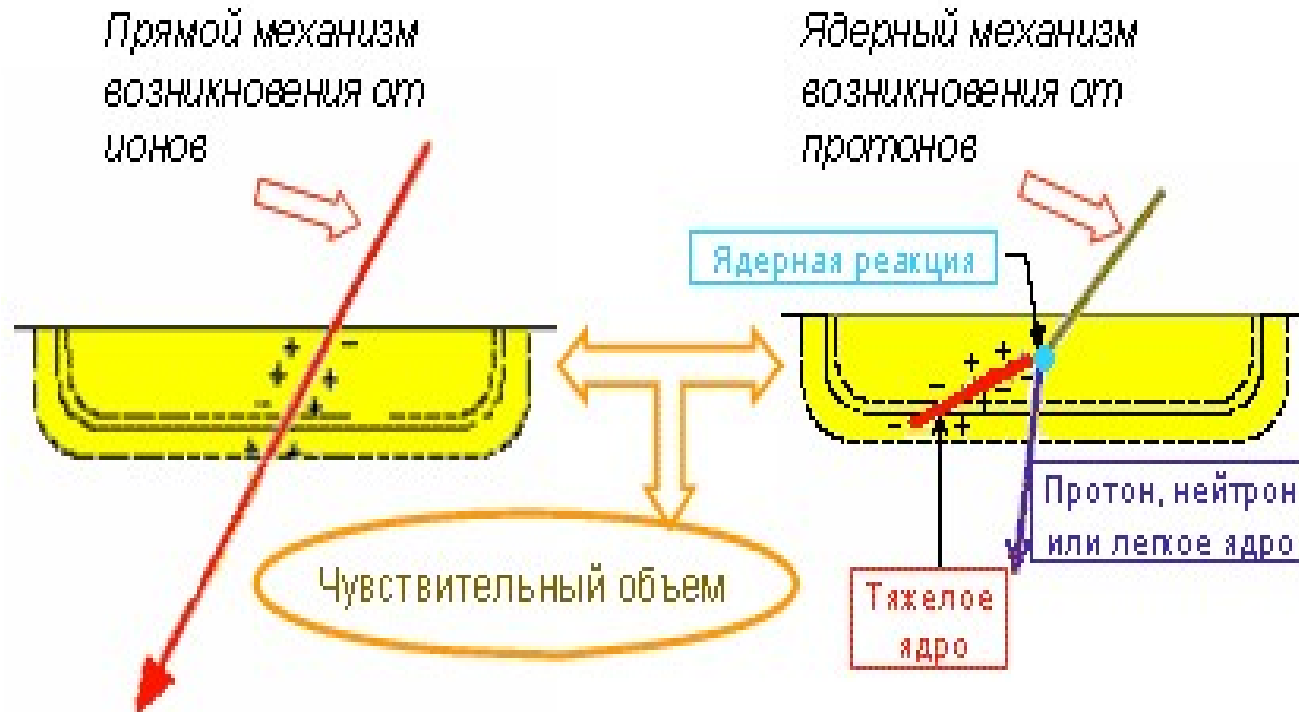 Прямой механизм
возникновения от
ионов
Ядерный механизм
возникновения от
протонов
Ядерная реакция
Протон, нейтрон
или легкое ядро
Чувствительный объем
Тяжелое
ядро